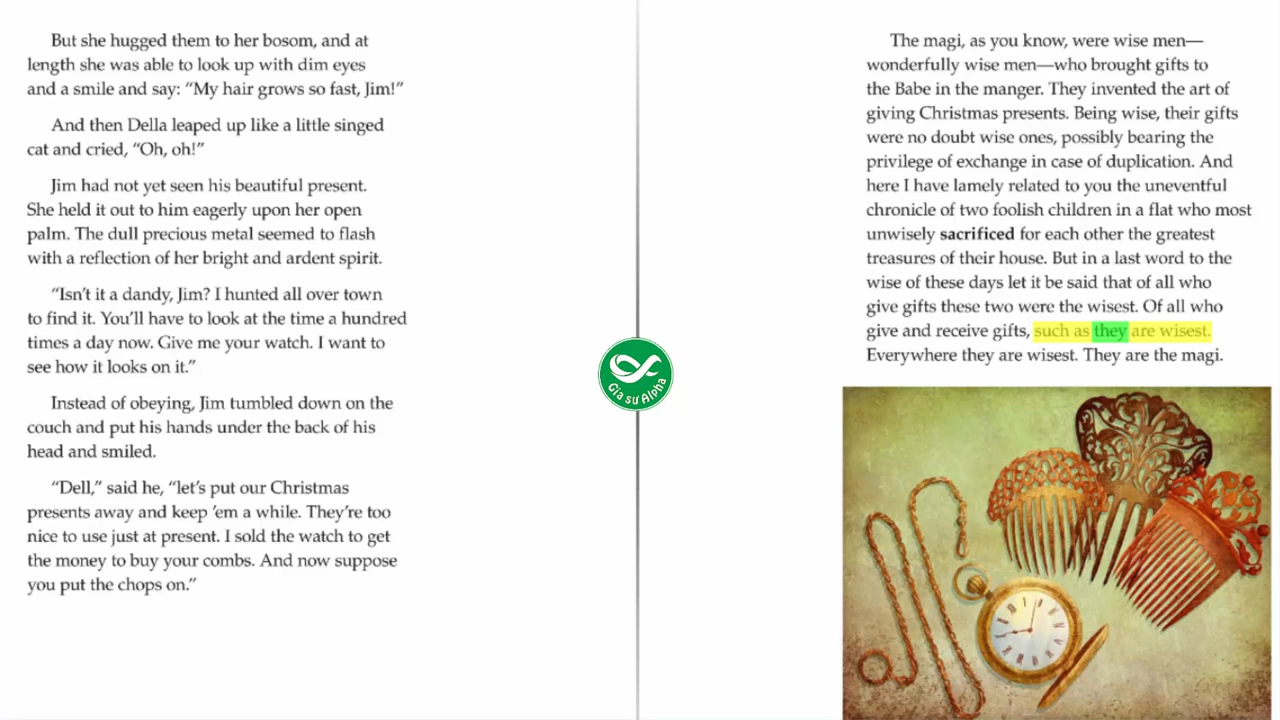 But she hugged them to her bosom, and at
length she was able to look up with dim eyes
and a smile and say: “My hair grows so fast, Jim!”
And then Della leaped up like a little singed
cat and cried, “Oh, oh!”
Jim had not yet seen his beautiful present.
She held it out to him eagerly upon her open
palm. The dull precious metal seemed to flash
with a reflection of her bright and ardent spirit.
“Isn’t it a dandy, Jim? I hunted all over town
to find it. You’ll have to look at the time a hundred
times a day now. Give me your watch. I want to
see how it looks on it.”
Instead of obeying, Jim tumbled down on the
couch and put his hands under the back of his
head and smiled.
“Dell,” said he, “let’s put our Christmas
presents away and keep ’em a while. They’re too
nice to use just at present. I sold the watch to get
the money to buy your combs. And now suppose
you put the chops on.”
Gia sư Alpha
The magi, as you know, were wise men—
wonderfully wise men—who brought gifts to
the Babe in the manger. They invented the art of
giving Christmas presents. Being wise, their gifts
were no doubt wise ones, possibly bearing the
privilege of exchange in case of duplication. And
here I have lamely related to you the uneventful
chronicle of two foolish children in a flat who most
unwisely sacrificed for each other the greatest
treasures of their house. But in a last word to the
wise of these days let it be said that of all who
give gifts these two were the wisest. Of all who
give and receive gifts, such as they are wisest.
Everywhere they are wisest. They are the magi.